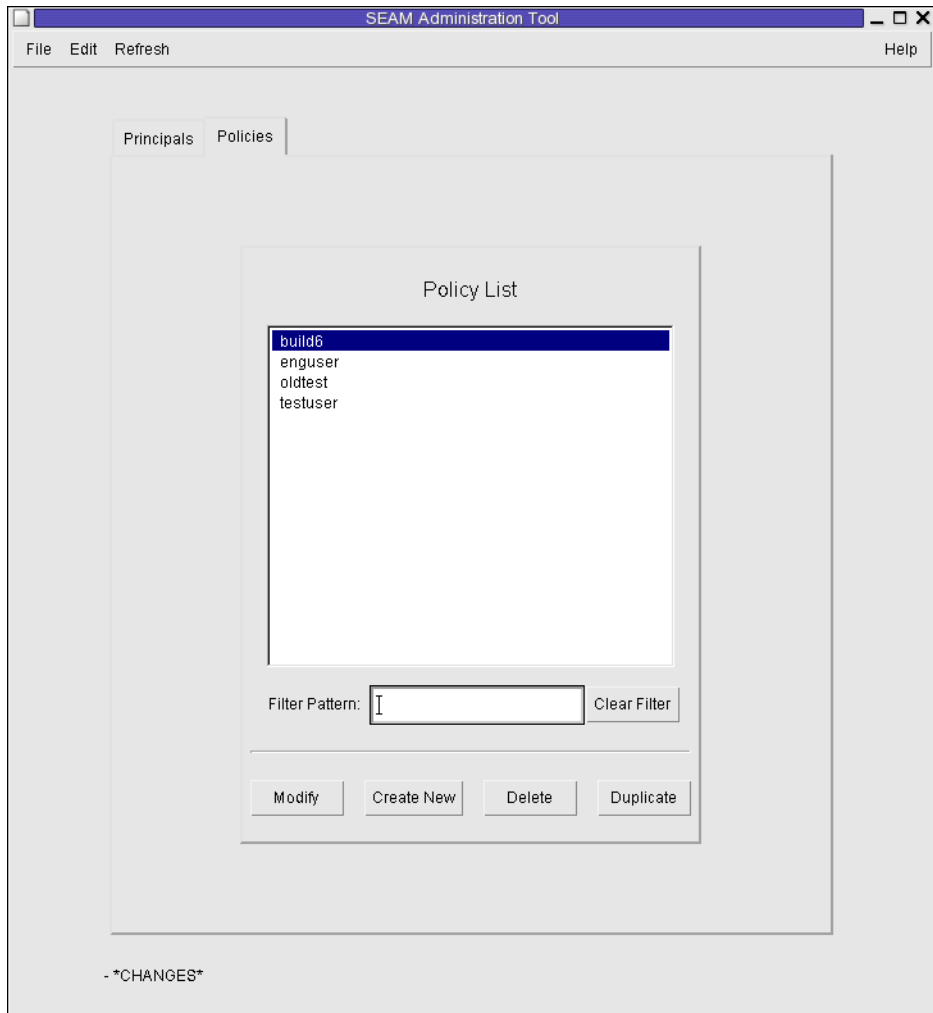 SEAM Administration Tool
File Edit Refresh Help
Principals Policies
Policy List
build6
enguser
oldtest
testuser
Filter Pattern: Clear Filter
Modify Create New Delete Duplicate
- *CHANGES*